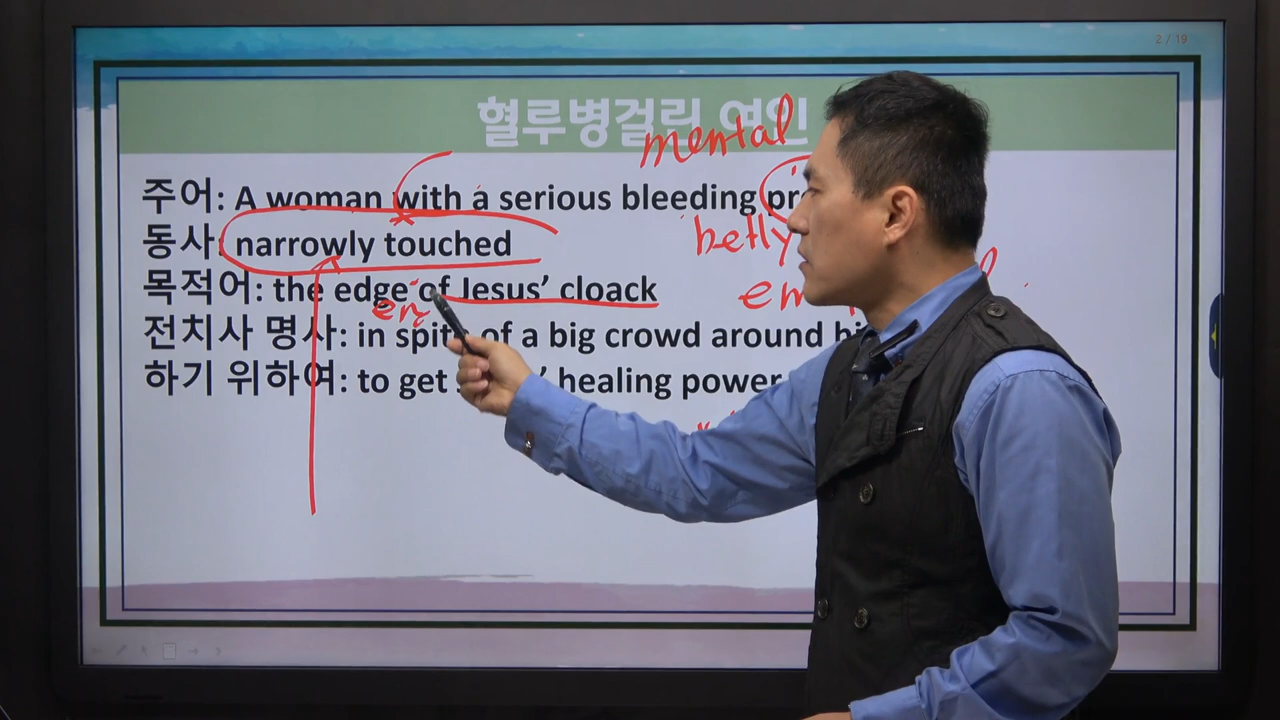 2 / 19
혈루병걸린 여인
mental
주어: A woman with a serious bleeding
동사: narrowly touched
belly
목적어: the edge of Jesus’ cloack
전치사 명사: in spite of a big crowd around
하기 위하여: to get healing power